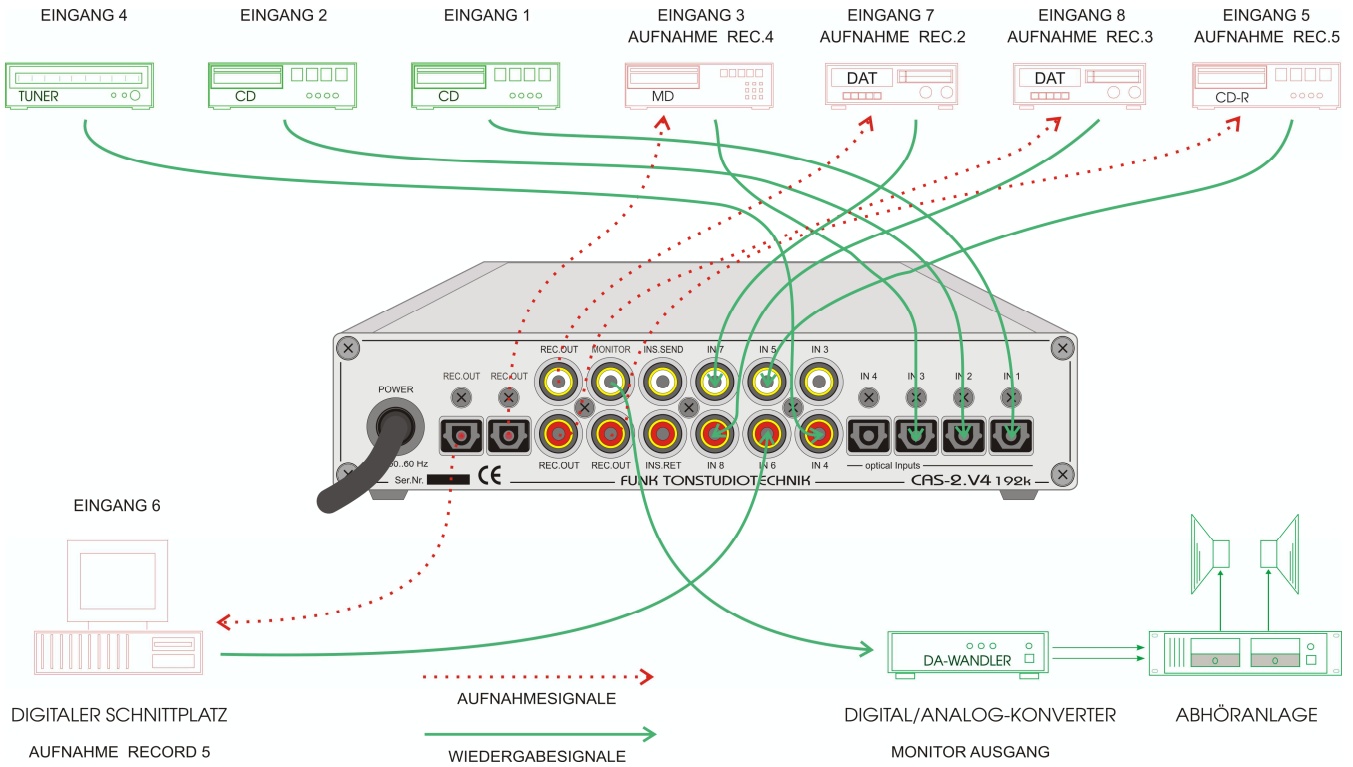 EINGANG 4
EINGANG 2
EINGANG 1
EINGANG 3
AUFNAHME REC.4
EINGANG 7
AUFNAHME REC.2
EINGANG 8
AUFNAHME REC.3
EINGANG 5
AUFNAHME REC.5
TUNER
CD
CD
MD
DAT
DAT
CD-R
POWER
REC.OUT
REC.OUT
REC.OUT
MONITOR
INS.SEND
IN 7
IN 5
IN 3
IN 4
IN 3
IN 2
IN 1
REC.OUT
REC.OUT
INS.RET
IN 8
IN 6
IN 4
optical Inputs
0..60 Hz
Ser.Nr.
CE
FUNK TONSTUDIOTECHNIK
CAS-2.V4 192k
EINGANG 6
DIGITALER SCHNITTPLATZ
AUFNAHME RECORD 5
AUFNAHMESIGNALE
WIEDERGABESIGNALE
DA-WANDLER
DIGITAL/ANALOG-KONVERTER
MONITOR AUSGANG
ABHÖRANLAGE